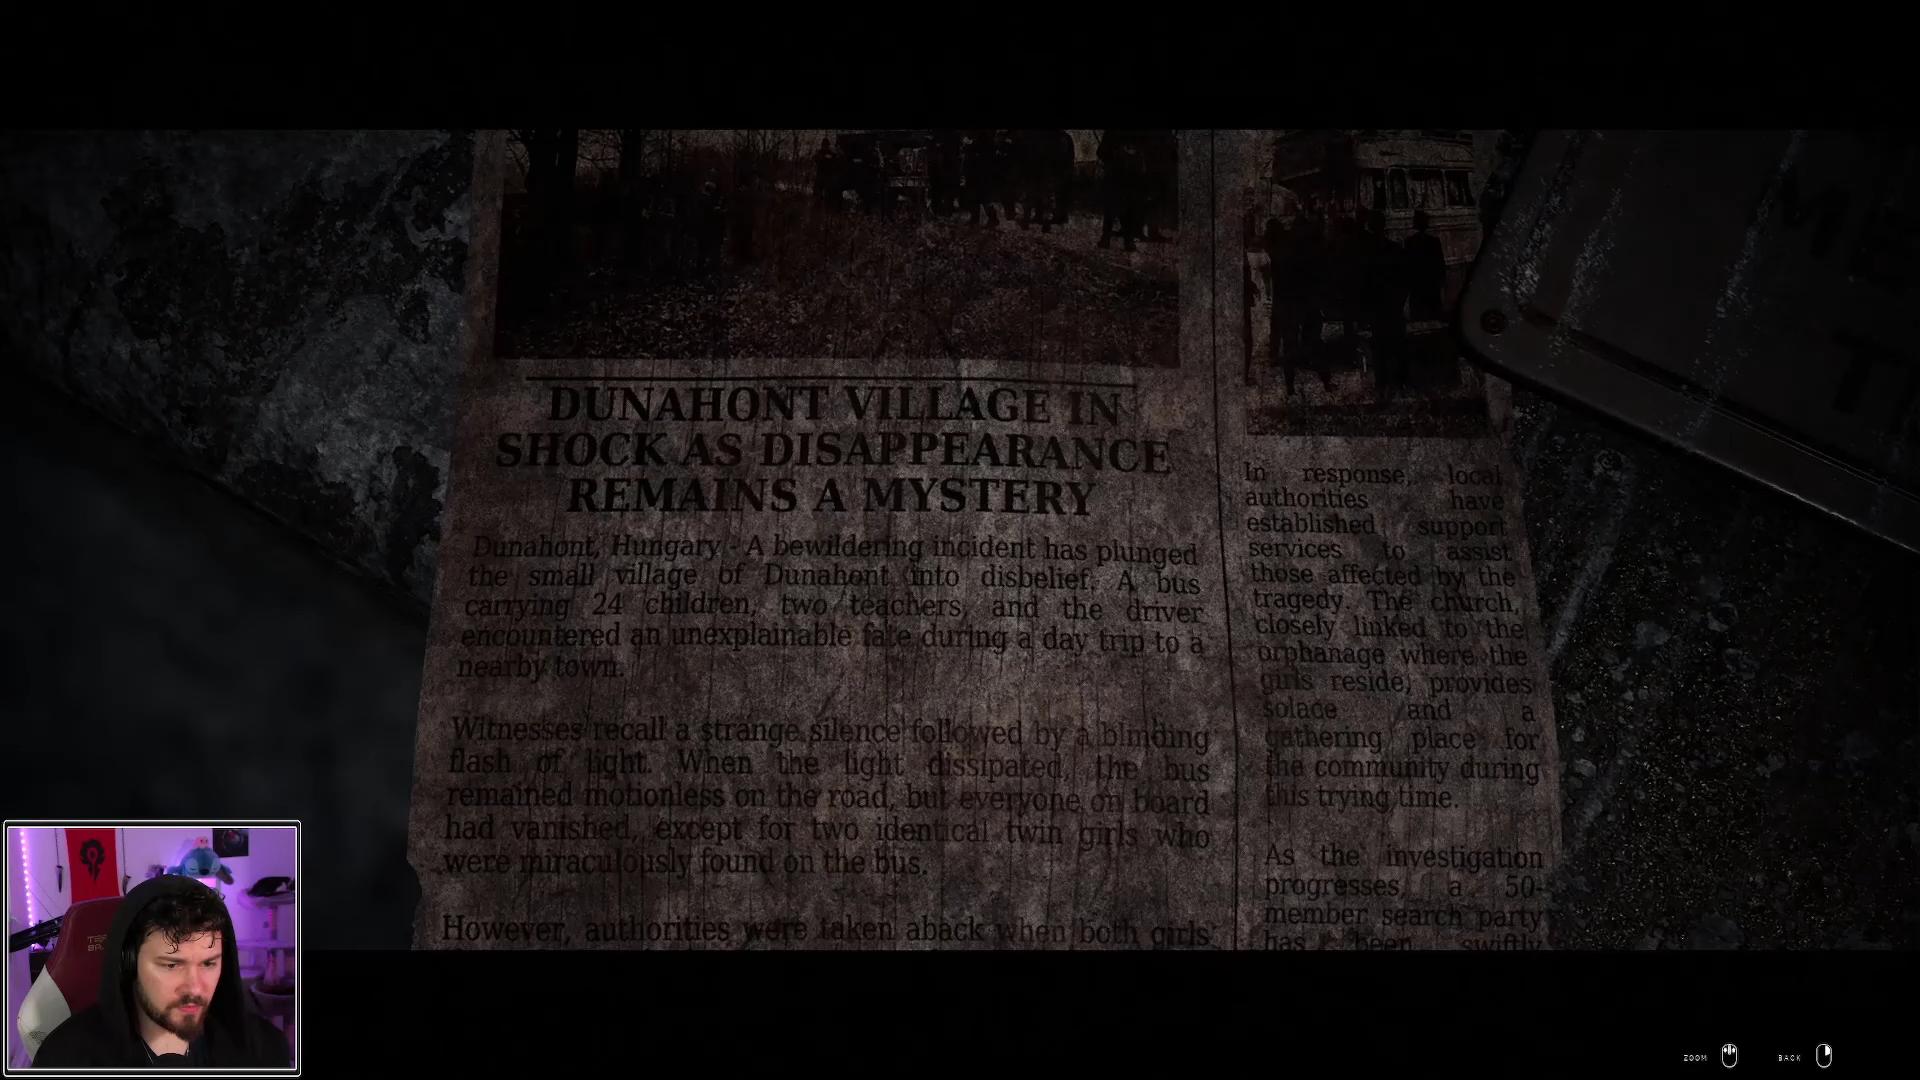 DUNAHONT VILLAGE IN
SHOCK AS DISAPPEARANCE
REMAINS A MYSTERY
Dunahont, Hungary - A bewildering incident has plunged
the small village of Dunahont into disbelief. A bus
carrying 24 children, two teachers, and the driver
encountered an unexplainable fate during a day trip to a
nearby town.
Witnesses recall a strange silence followed by a blinding
flash of light. When the light dissipated, the bus
remained motionless on the road, but everyone on board
had vanished, except for two identical twin girls who
were miraculously found on the bus.
However, authorities were taken aback when both girls
In response, local
authorities have
established support
services to assist
those affected by the
tragedy. The church,
closely linked to the
orphanage where the
girls reside, provides
solace and a
gathering place for
the community during
this trying time.
As the investigation
progresses, a 50-
member search party
has been swiftly
ZOOM
BACK